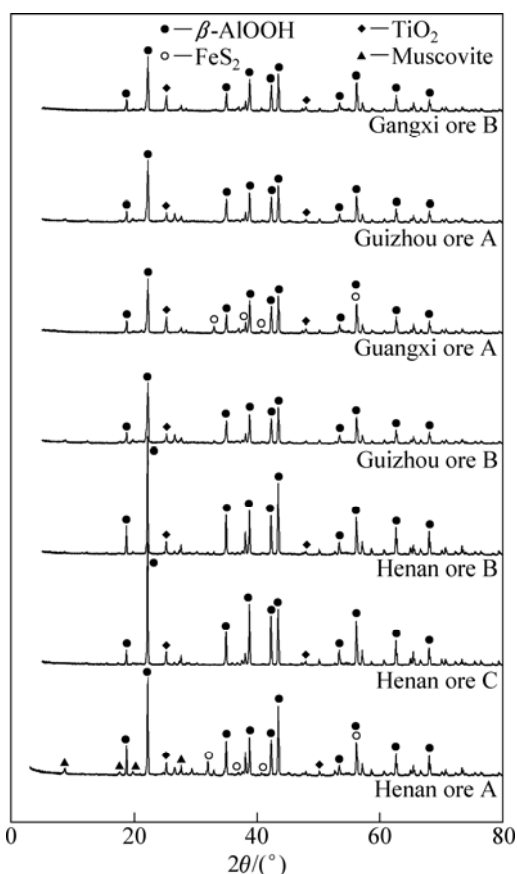 ●—β-AlOOH ◆—TiO₂
○—FeS₂ ▲—Muscovite
Gangxi ore B
Guizhou ore A
Guangxi ore A
Guizhou ore B
Henan ore B
Henan ore C
Henan ore A
0 20 40 60 80
2θ/(°)